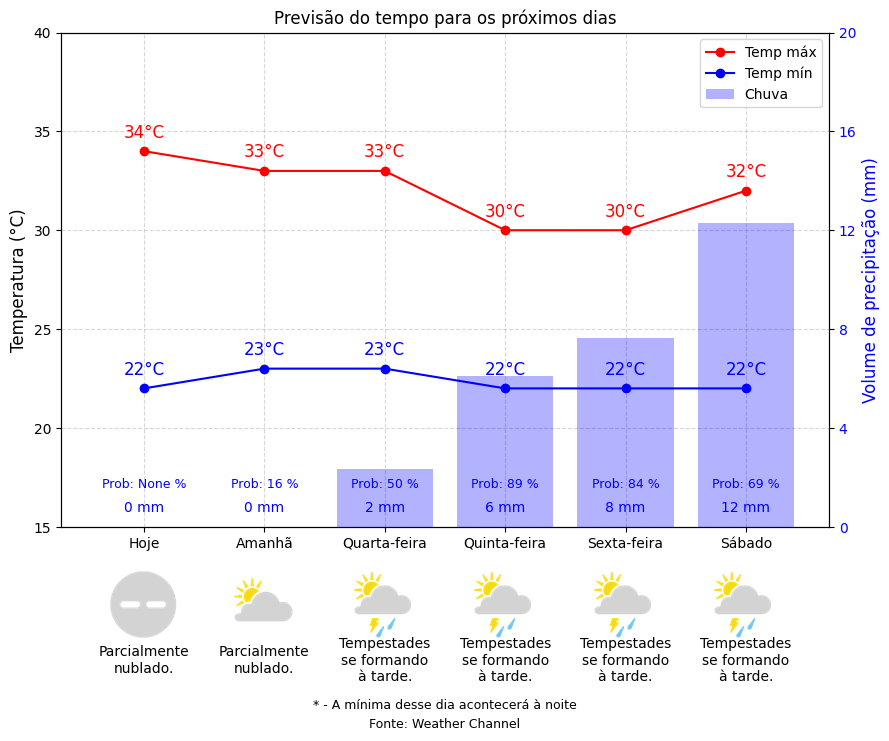 Previsão do tempo para os próximos dias
Temp máx
Temp mín
Chuva
Temperatura (°C)
Volume de precipitação (mm)
40
35
30
25
20
15
20
16
12
8
4
0
34°C
33°C
33°C
30°C
30°C
32°C
22°C
23°C
23°C
22°C
22°C
22°C
Prob: None %
Prob: 16 %
Prob: 50 %
Prob: 89 %
Prob: 84 %
Prob: 69 %
0 mm
0 mm
2 mm
6 mm
8 mm
12 mm
Hoje
Amanhã
Quarta-feira
Quinta-feira
Sexta-feira
Sábado
Parcialmente
nublado.
Parcialmente
nublado.
Tempestades
se formando
à tarde.
Tempestades
se formando
à tarde.
Tempestades
se formando
à tarde.
Tempestades
se formando
à tarde.
* - A mínima desse dia acontecerá à noite
Fonte: Weather Channel